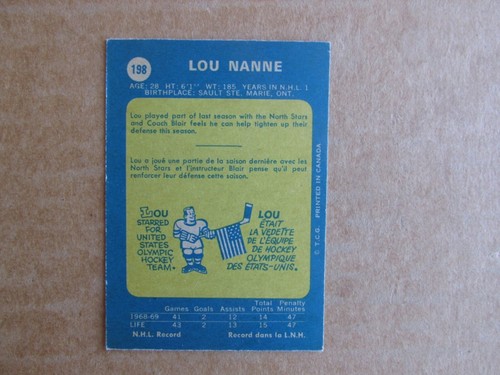 198
LOU NANNE
AGE: 28 HT: 6'1" WT: 185 YEARS IN N.H.L. 1
BIRTHPLACE: SAULT STE. MARIE, ONT.
Lou played part of last season with the North Stars
and Coach Blair feels he can help tighten up their
defense this season.
Lou a joué une partie de la saison dernière avec les
North Stars et l'instructeur Blair pense qu'il peut
renforcer leur défense cette saison.
LOU
STARRED
FOR
UNITED
STATES
OLYMPIC
HOCKEY
TEAM.
LOU
ÉTAIT
LA VEDETTE
DE L'ÉQUIPE
DE HOCKEY
OLYMPIQUE
DES ÉTATS-UNIS.
Games Goals Assists Total Points Penalty Minutes
1968-69 41 2 12 14 47
LIFE 43 2 13 15 47
N.H.L. Record Record dans la L.N.H.
© T.C.G. PRINTED IN CANADA